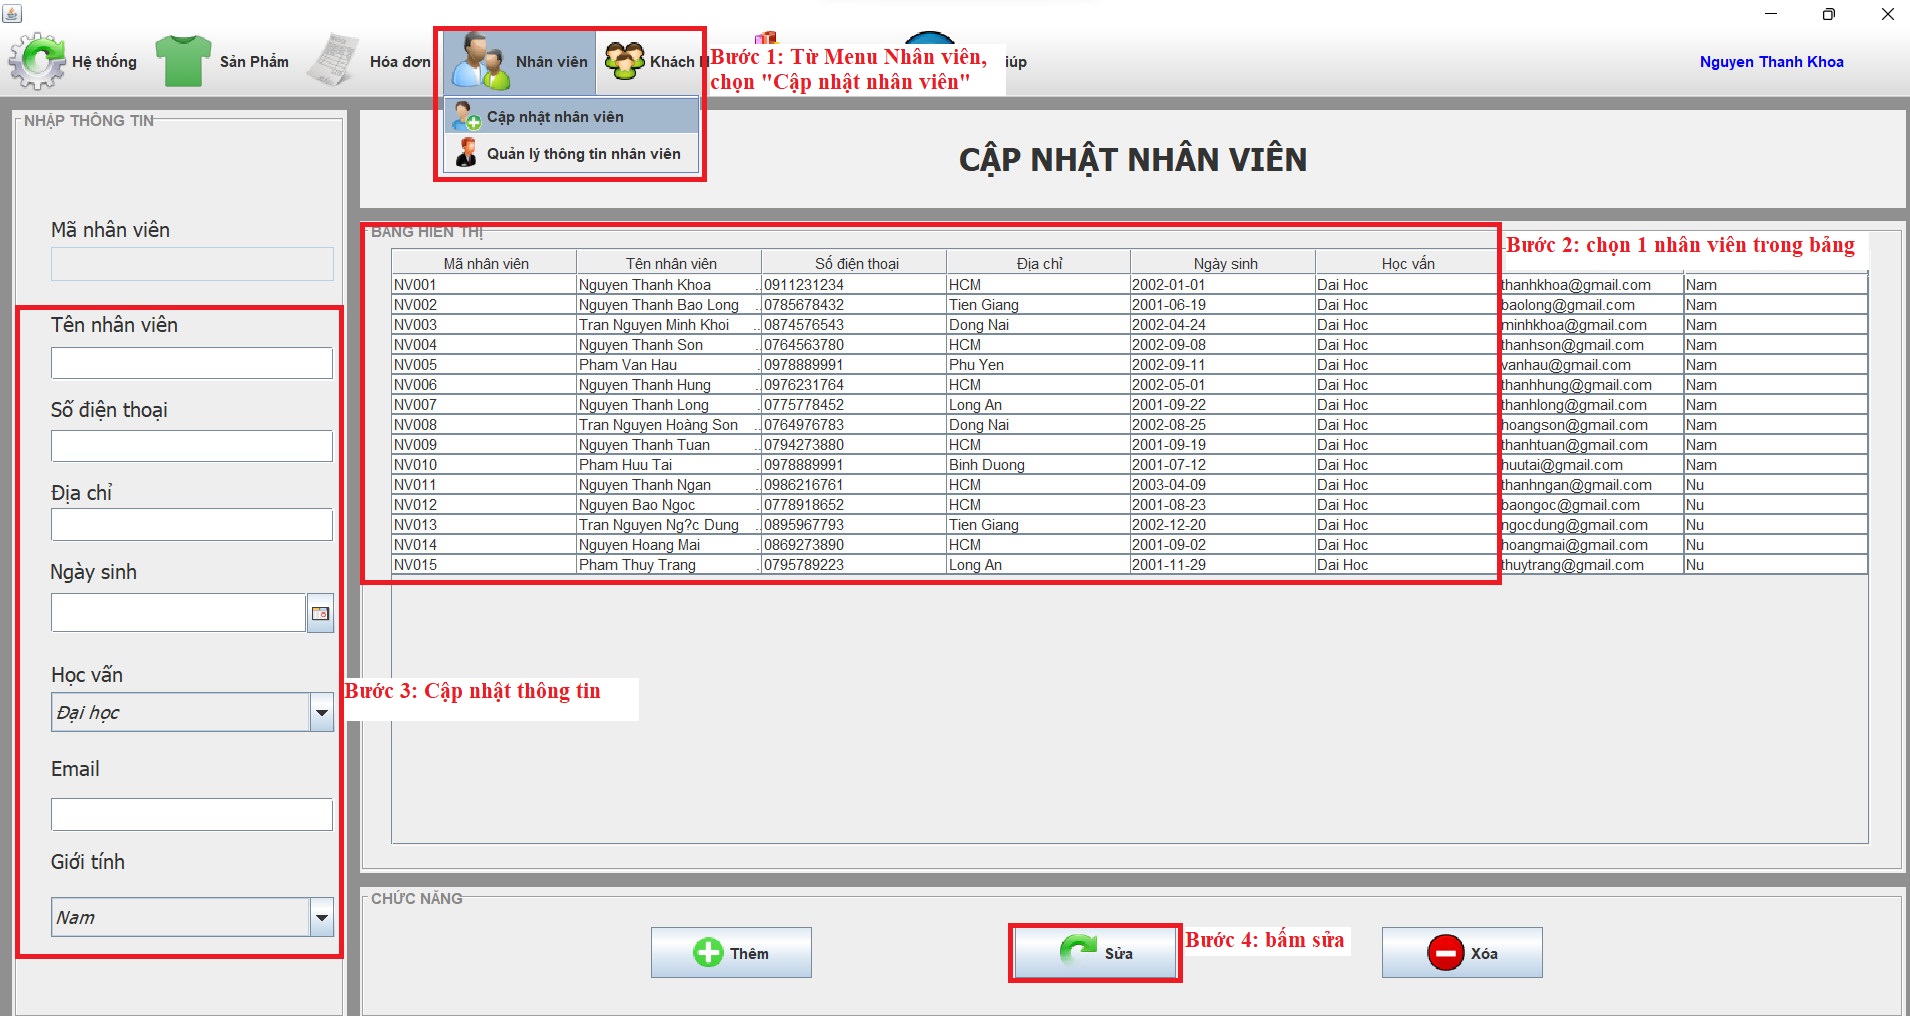 Hệ thống
Sản Phẩm
Hóa đơn
Nhân viên
Khách
Bước 1: Từ Menu Nhân viên,
chọn "Cập nhật nhân viên"
Nguyen Thanh Khoa
Cập nhật nhân viên
Quản lý thông tin nhân viên
NHẬP THÔNG TIN
Mã nhân viên
Tên nhân viên
Số điện thoại
Địa chỉ
Ngày sinh
Học vấn
Đại học
Email
Giới tính
Nam
Bước 3: Cập nhật thông tin
CẬP NHẬT NHÂN VIÊN
BẢNG HIỂN THỊ
Bước 2: chọn 1 nhân viên trong bảng
Mã nhân viên Tên nhân viên Số điện thoại Địa chỉ Ngày sinh Học vấn
NV001 Nguyen Thanh Khoa ... 0911231234 HCM 2002-01-01 Dai Hoc thanhkhoa@gmail.com Nam
NV002 Nguyen Thanh Bao Long ... 0785678432 Tien Giang 2001-06-19 Dai Hoc baolong@gmail.com Nam
NV003 Tran Nguyen Minh Khoi ... 0874576543 Dong Nai 2002-04-24 Dai Hoc minhkhoa@gmail.com Nam
NV004 Nguyen Thanh Son ... 0764563780 HCM 2002-09-08 Dai Hoc thanhson@gmail.com Nam
NV005 Pham Van Hau ... 0978889991 Phu Yen 2002-09-11 Dai Hoc vanhau@gmail.com Nam
NV006 Nguyen Thanh Hung ... 0976231764 HCM 2002-05-01 Dai Hoc thanhhung@gmail.com Nam
NV007 Nguyen Thanh Long ... 0775778452 Long An 2001-09-22 Dai Hoc thanhlong@gmail.com Nam
NV008 Tran Nguyen Hoàng Son ... 0764976783 Dong Nai 2002-08-25 Dai Hoc hoangson@gmail.com Nam
NV009 Nguyen Thanh Tuan ... 0794273880 HCM 2001-09-19 Dai Hoc thanhtuan@gmail.com Nam
NV010 Pham Huu Tai ... 0978889991 Binh Duong 2001-07-12 Dai Hoc huutai@gmail.com Nam
NV011 Nguyen Thanh Ngan ... 0986216761 HCM 2003-04-09 Dai Hoc thanhngan@gmail.com Nu
NV012 Nguyen Bao Ngoc ... 0778918652 HCM 2001-08-23 Dai Hoc baongoc@gmail.com Nu
NV013 Tran Nguyen Ng?c Dung ... 0895967793 Tien Giang 2002-12-20 Dai Hoc ngocdung@gmail.com Nu
NV014 Nguyen Hoang Mai ... 0869273890 HCM 2001-09-02 Dai Hoc hoangmai@gmail.com Nu
NV015 Pham Thuy Trang ... 0795789223 Long An 2001-11-29 Dai Hoc thuytrang@gmail.com Nu
CHỨC NĂNG
Thêm
Sửa
Bước 4: bấm sửa
Xóa